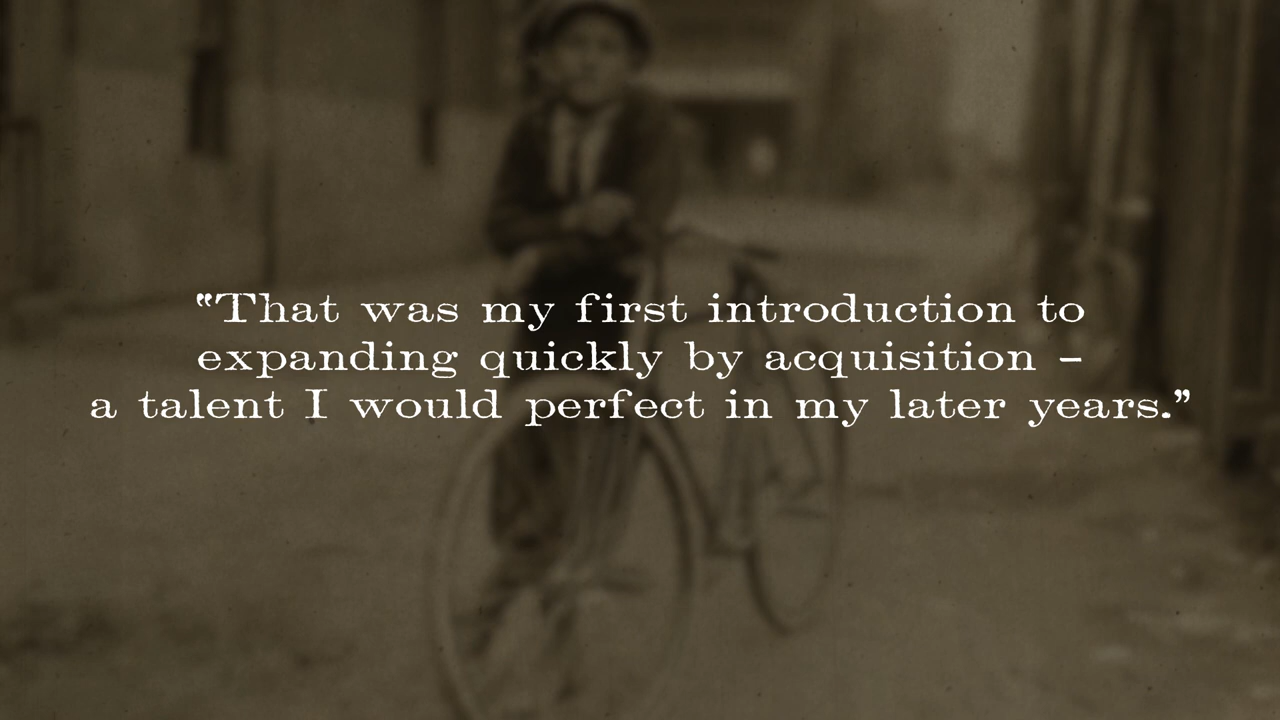 “That was my first introduction to
expanding quickly by acquisition –
a talent I would perfect in my later years.”